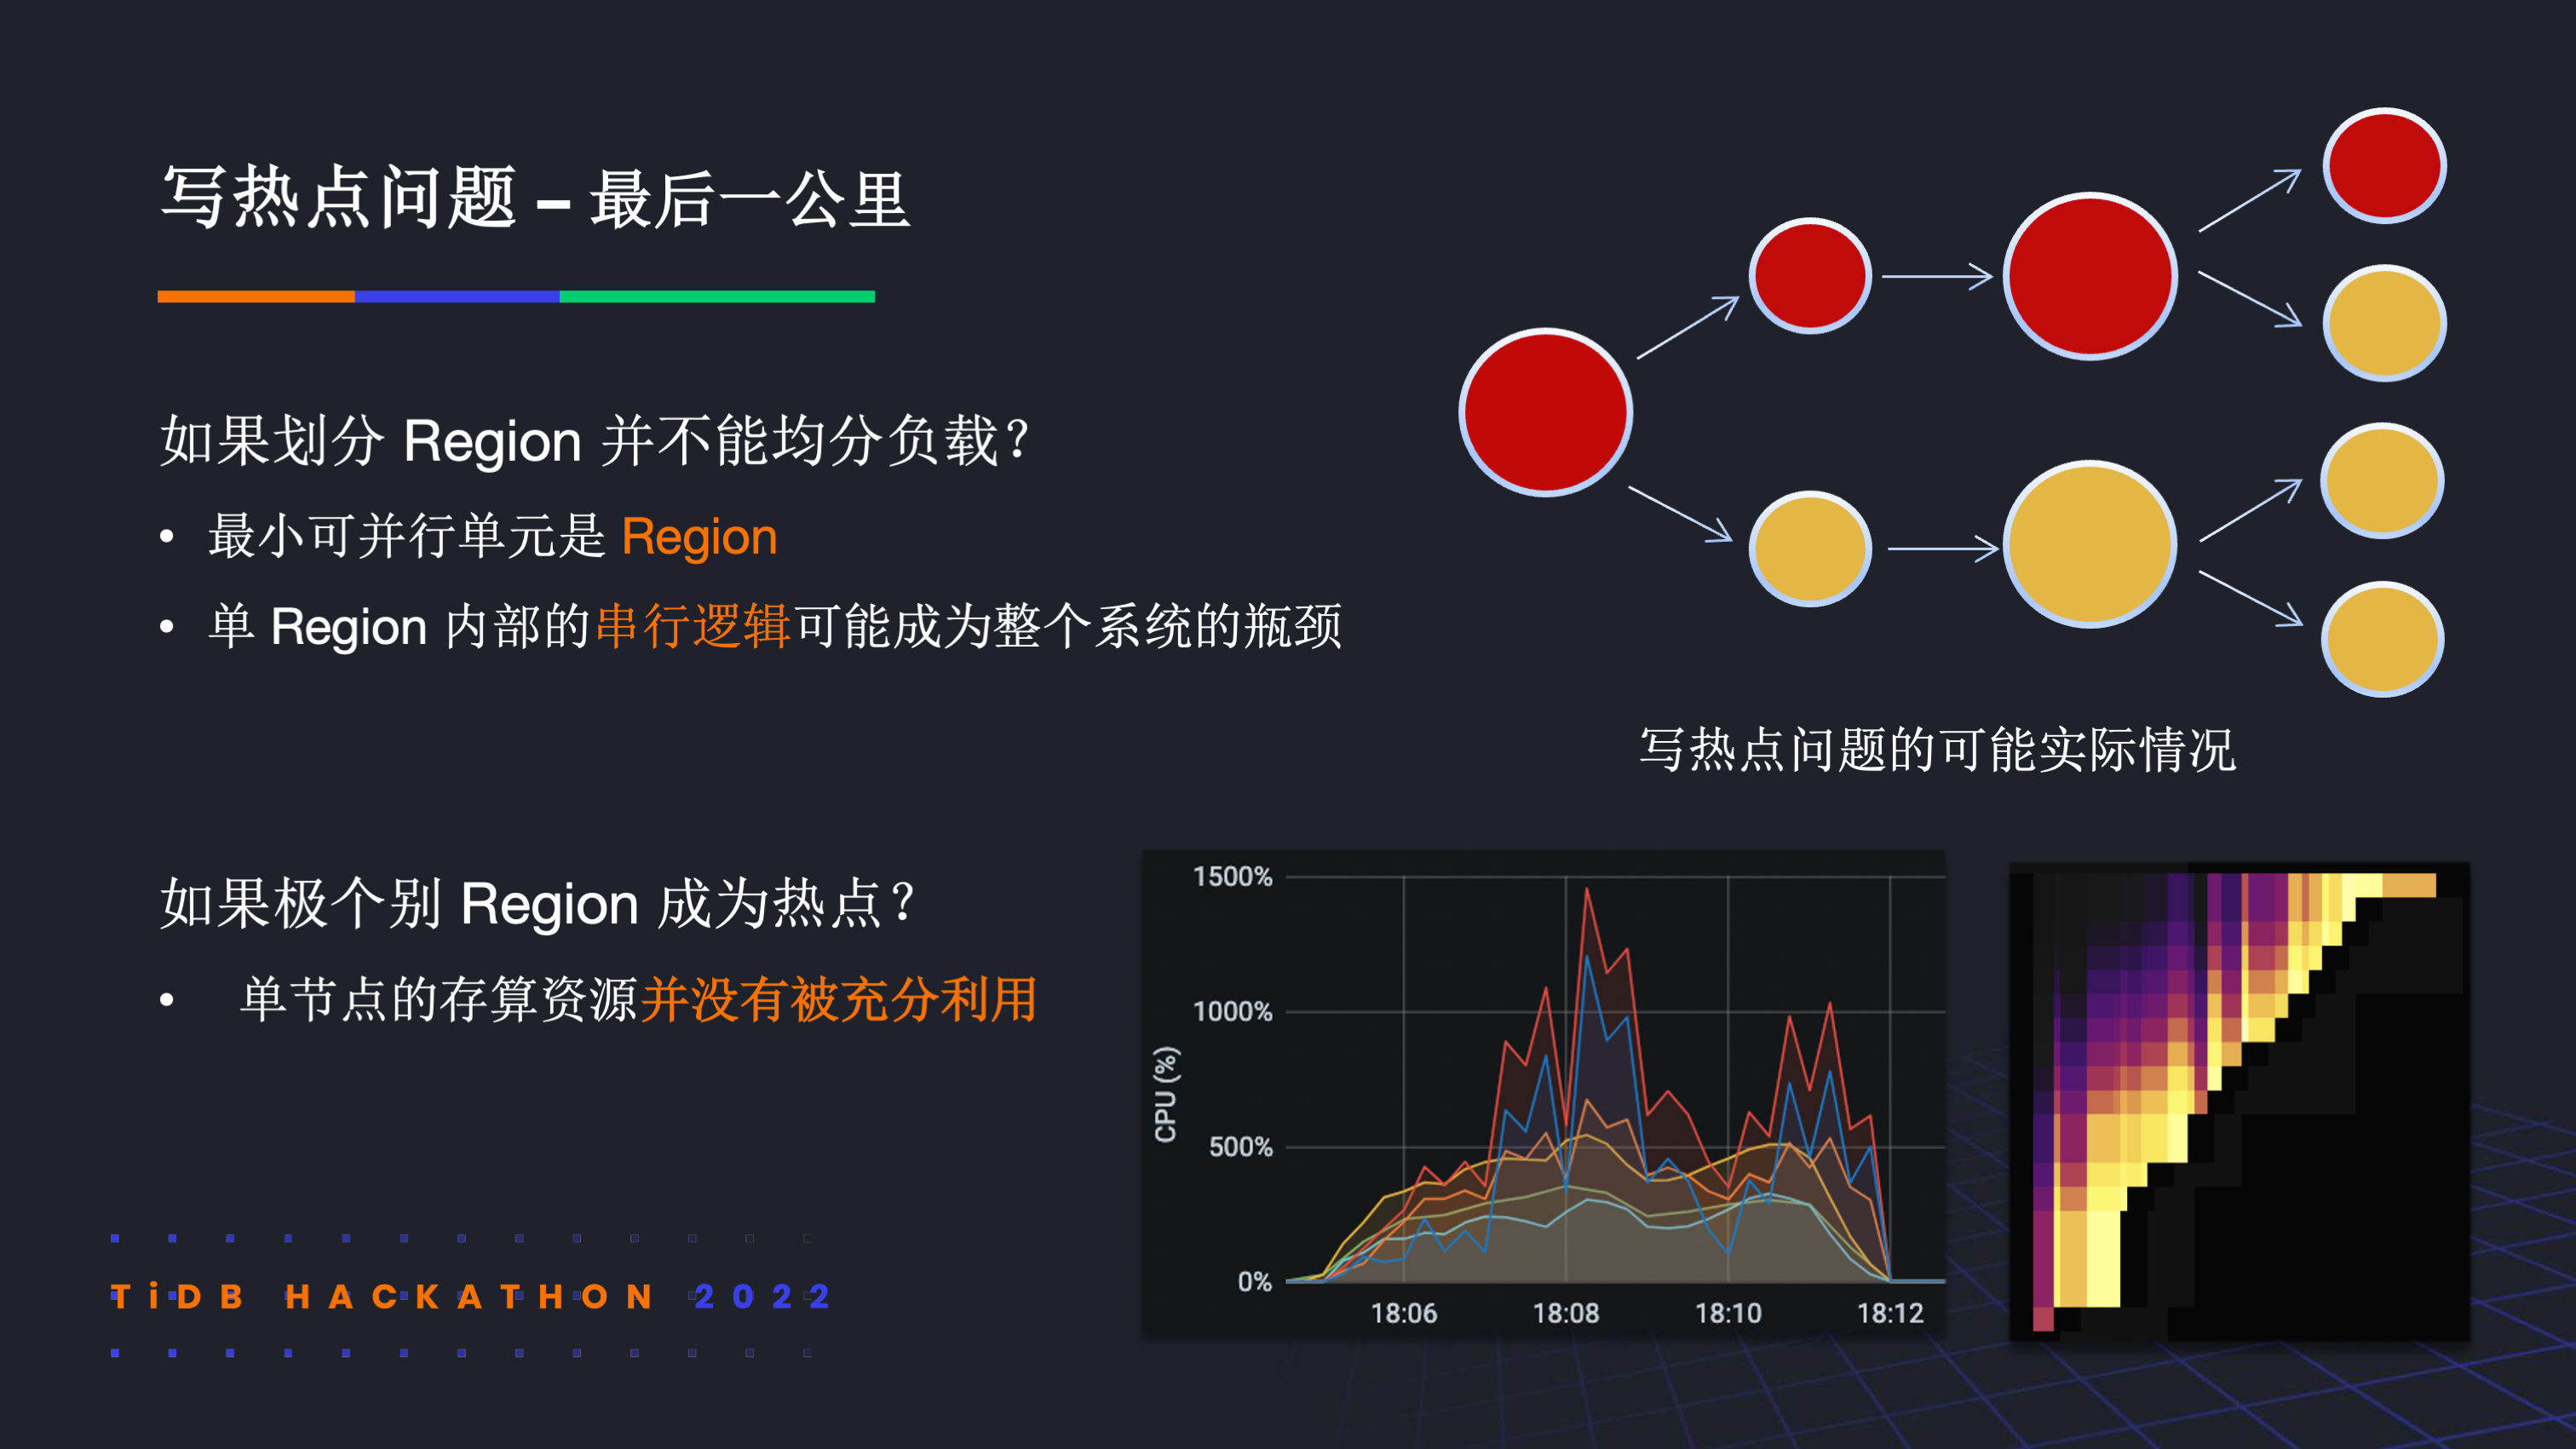 写热点问题 – 最后一公里
如果划分 Region 并不能均分负载?
• 最小可并行单元是 Region
• 单 Region 内部的串行逻辑可能成为整个系统的瓶颈
写热点问题的可能实际情况
如果极个别 Region 成为热点?
• 单节点的存算资源并没有被充分利用
1500%
1000%
500%
0%
CPU (%)
18:06 18:08 18:10 18:12
TiDB HACKATHON 2022